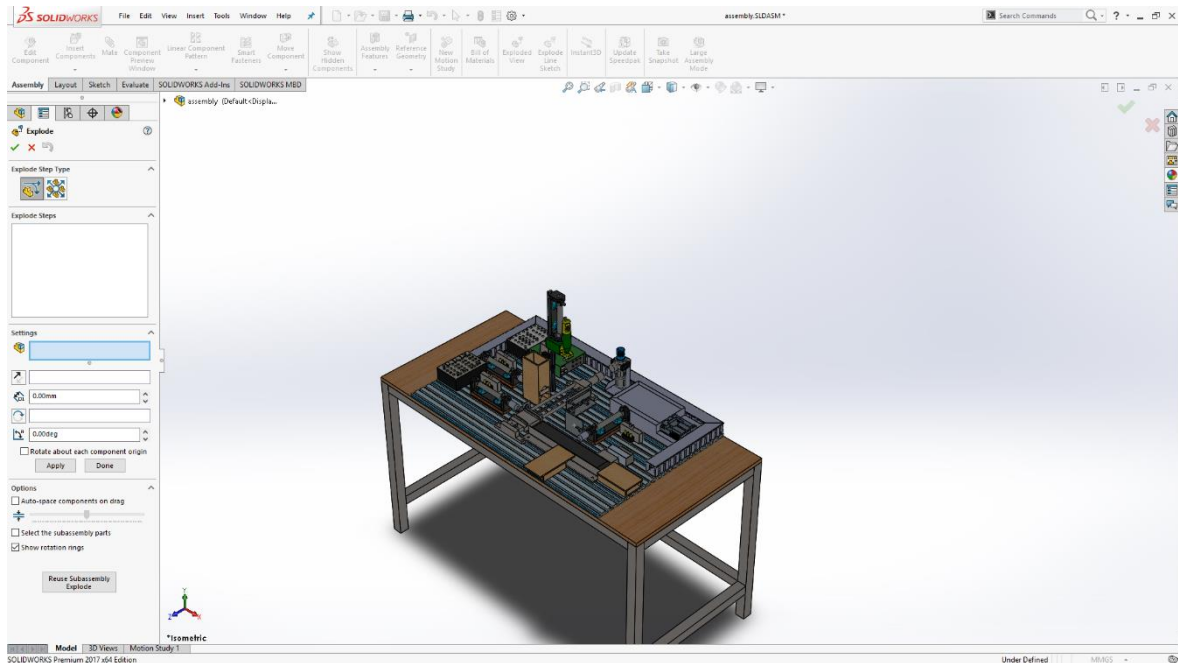 SOLIDWORKS File Edit View Insert Tools Window Help assembly.SLDASM * Search Commands
Edit Component
Insert Components
Mate
Component Preview Window
Linear Component Pattern
Smart Fasteners
Move Component
Show Hidden Components
Assembly Features
Reference Geometry
New Motion Study
Bill of Materials
Exploded View
Explode Line Sketch
Instant3D
Update Speedpak
Take Snapshot
Large Assembly Mode
Assembly Layout Sketch Evaluate SOLIDWORKS Add-Ins SOLIDWORKS MBD
assembly (Default<Displa...
Explode
Explode Step Type
Explode Steps
Settings
0.00mm
0.00deg
Rotate about each component origin
Apply Done
Options
Auto-space components on drag
Select the subassembly parts
Show rotation rings
Reuse Subassembly
Explode
Y
Z X
*Isometric
Model 3D Views Motion Study 1
SOLIDWORKS Premium 2017 x64 Edition Under Defined MMGS